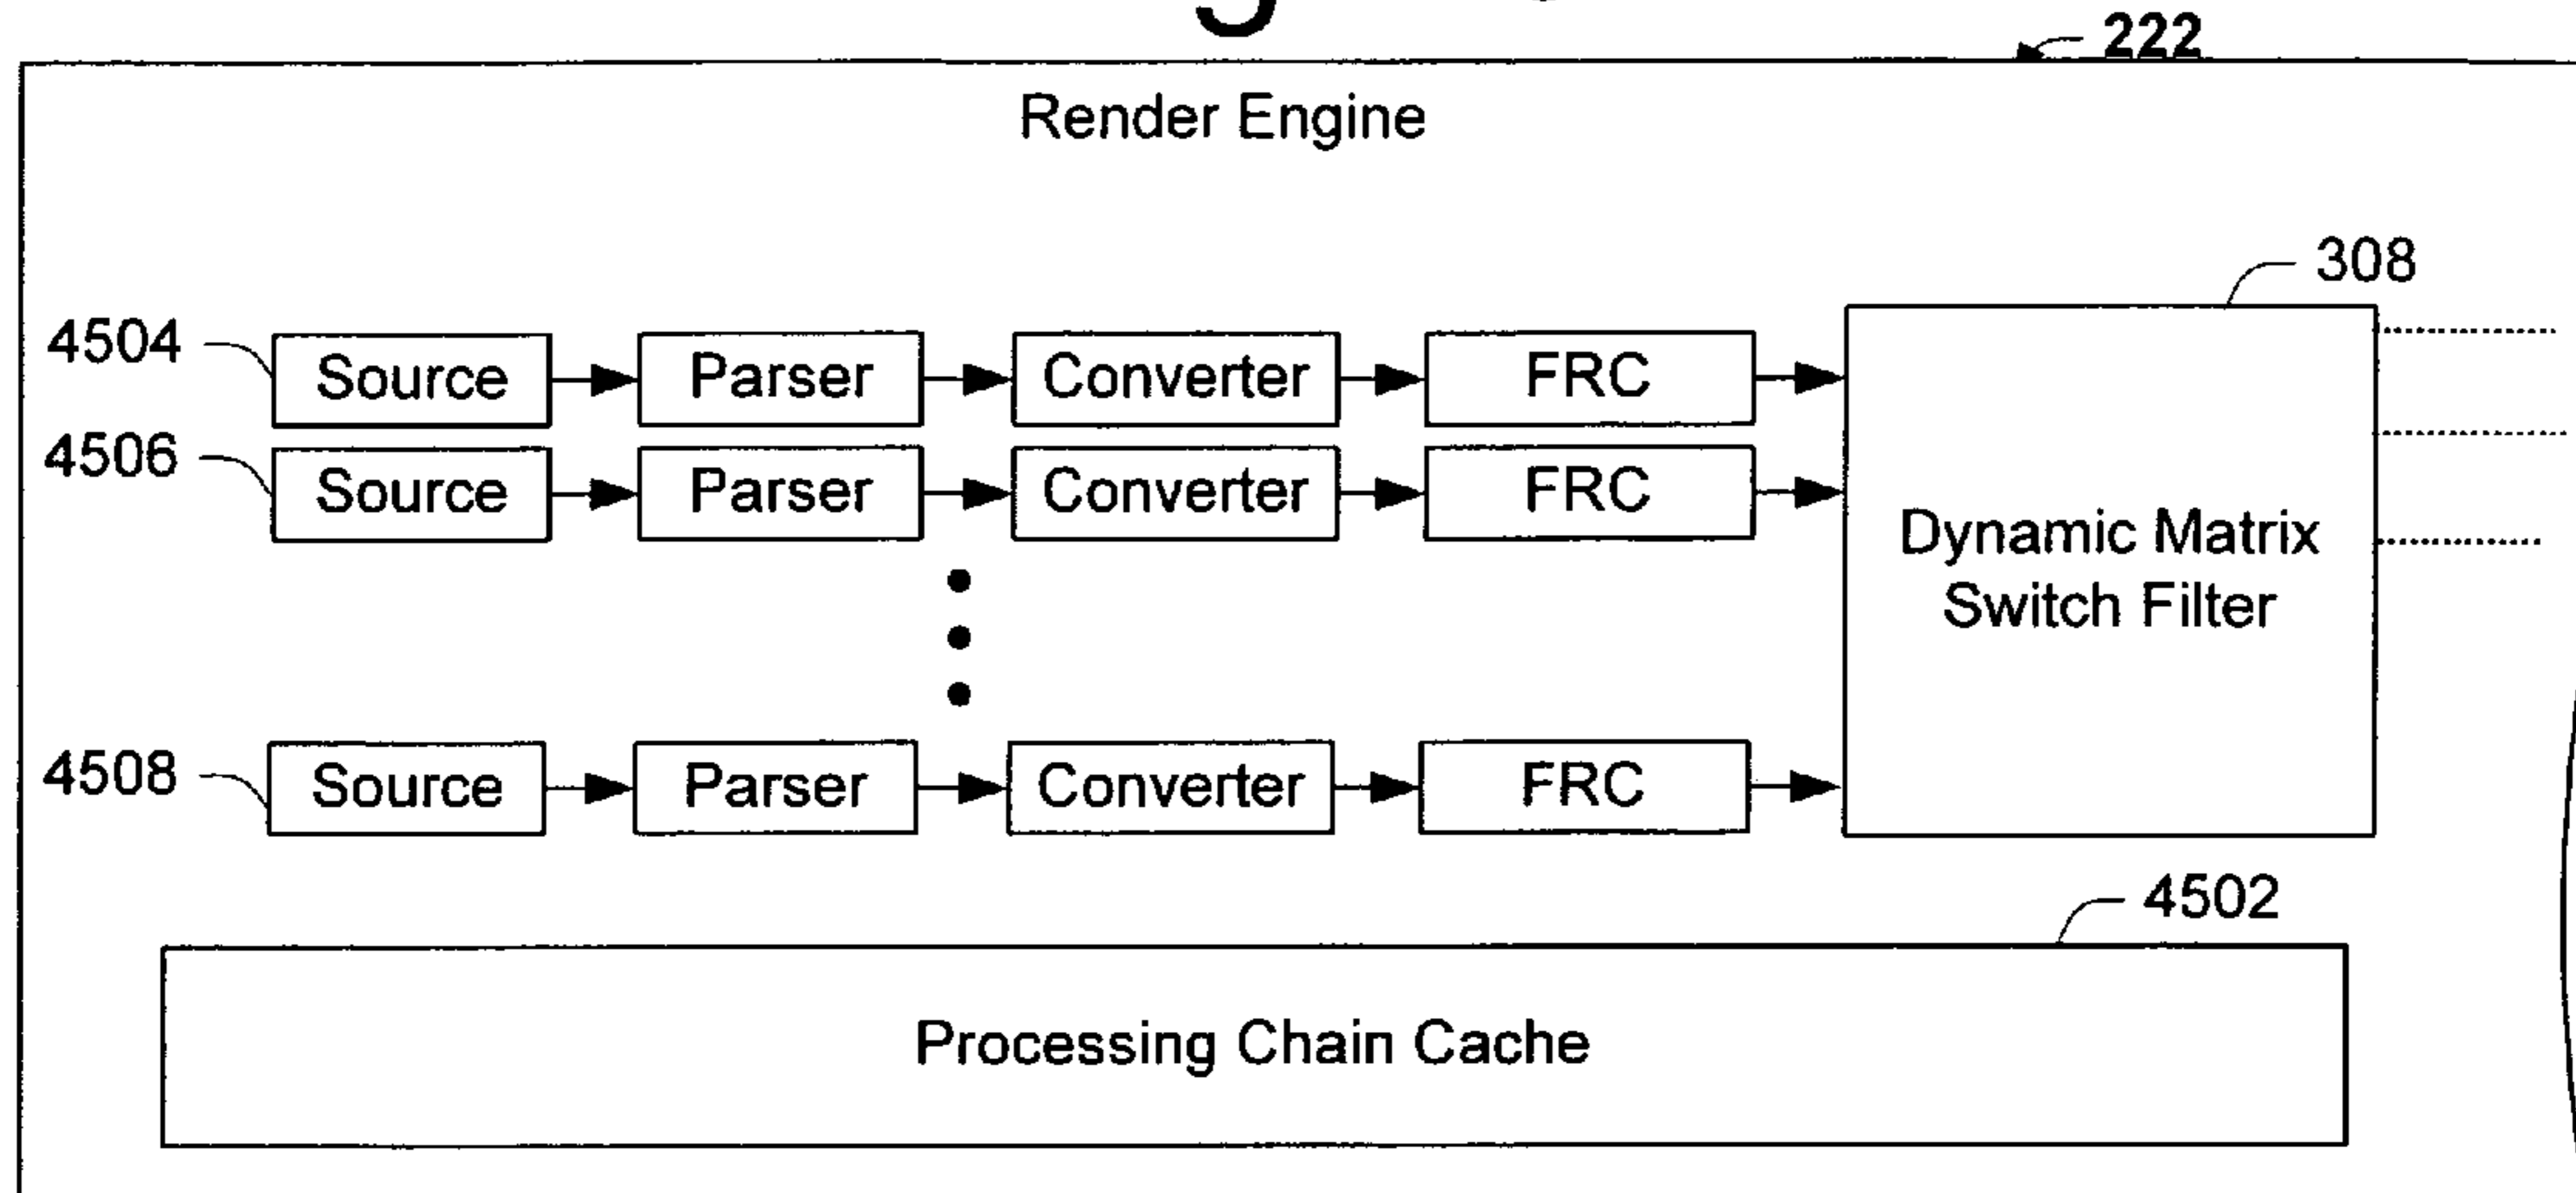 222
Render Engine
308
4504 Source Parser Converter FRC
4506 Source Parser Converter FRC
Dynamic Matrix
Switch Filter
4508 Source Parser Converter FRC
4502
Processing Chain Cache